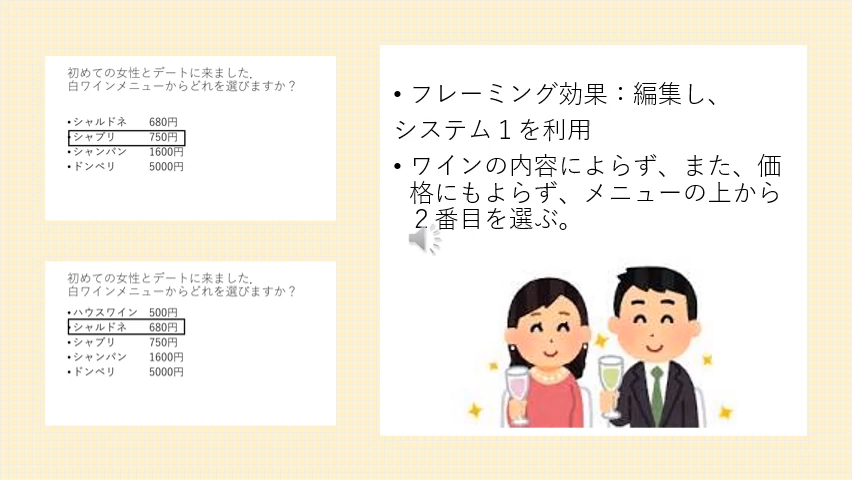 初めての女性とデートに来ました.
白ワインメニューからどれを選びますか？
•シャルドネ 680円
•シャブリ 750円
•シャンパン 1600円
•ドンペリ 5000円
初めての女性とデートに来ました.
白ワインメニューからどれを選びますか？
•ハウスワイン 500円
•シャルドネ 680円
•シャブリ 750円
•シャンパン 1600円
•ドンペリ 5000円
• フレーミング効果：編集し、
システム１を利用
• ワインの内容によらず、また、価
格にもよらず、メニューの上から
２番目を選ぶ。